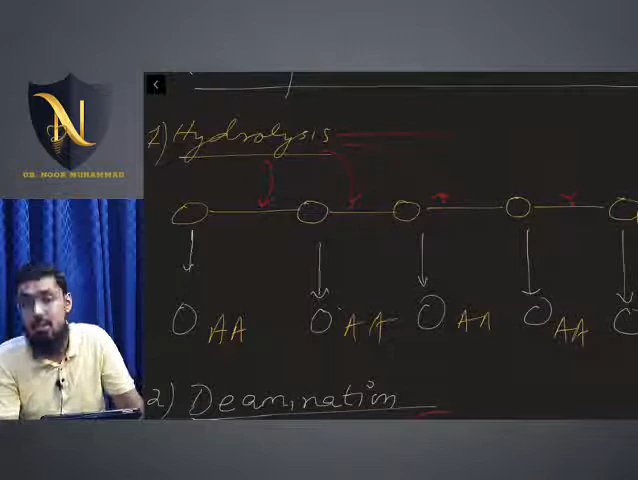 N
DR. NOOR MUHAMMAD
1) Hydrolysis
AA AA AA AA
2) Deamination